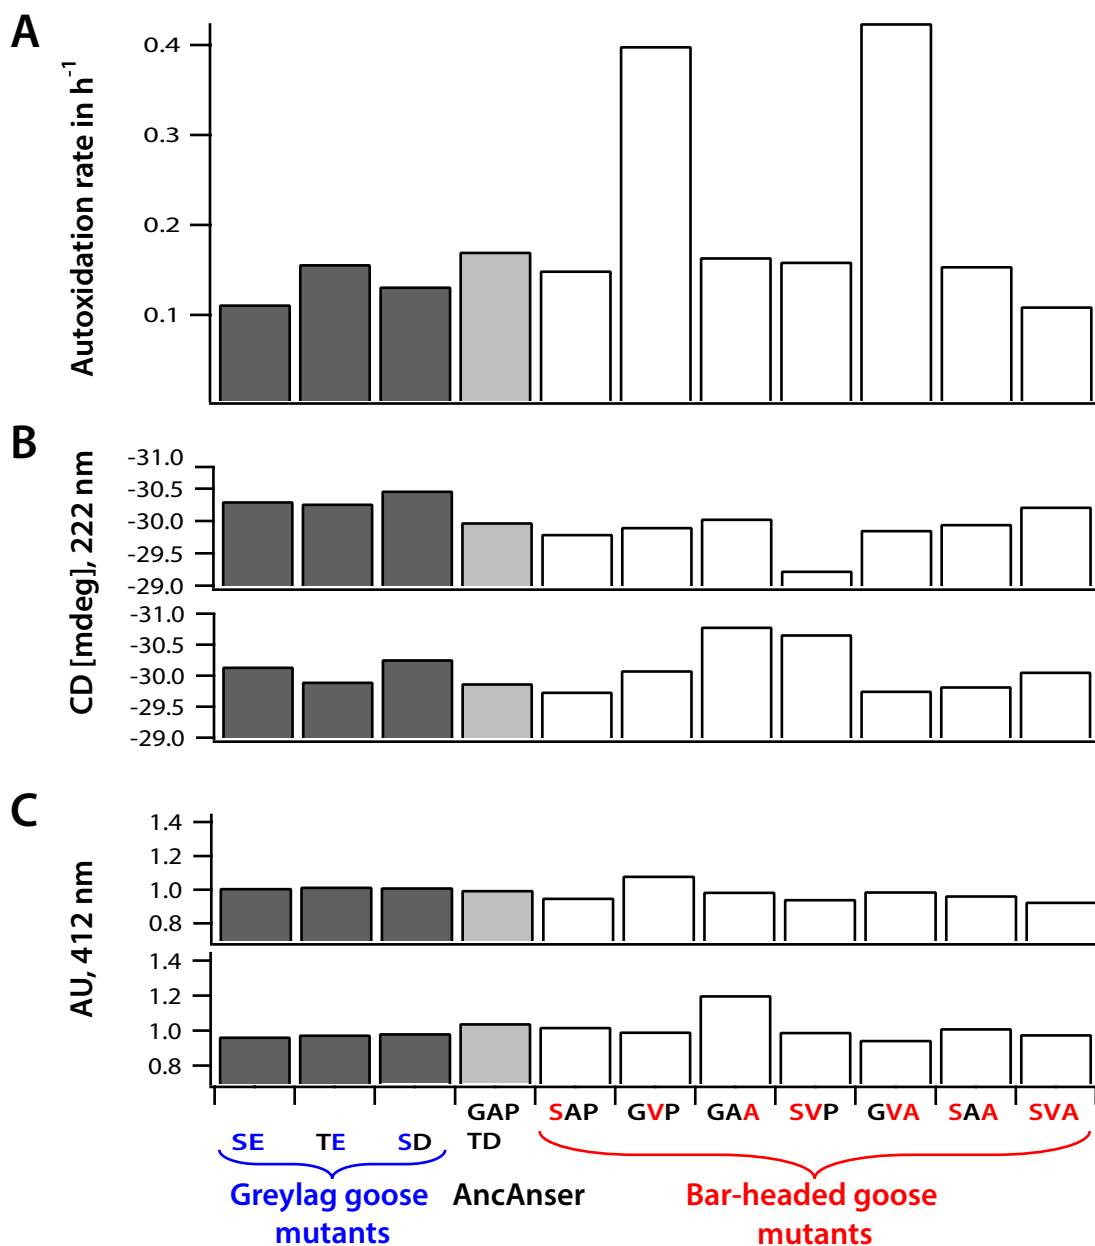 A
Autoxidation rate in h-1
0.4
0.3
0.2
0.1
B
CD [mdeg], 222 nm
-31.0
-30.5
-30.0
-29.5
-29.0
-31.0
-30.5
-30.0
-29.5
-29.0
C
AU, 412 nm
1.4
1.2
1.0
0.8
1.4
1.2
1.0
0.8
GAP SAP GVP GAA SVP GVA SAA SVA
SE TE SD TD
Greylag goose
mutants
AncAnser
Bar-headed goose
mutants